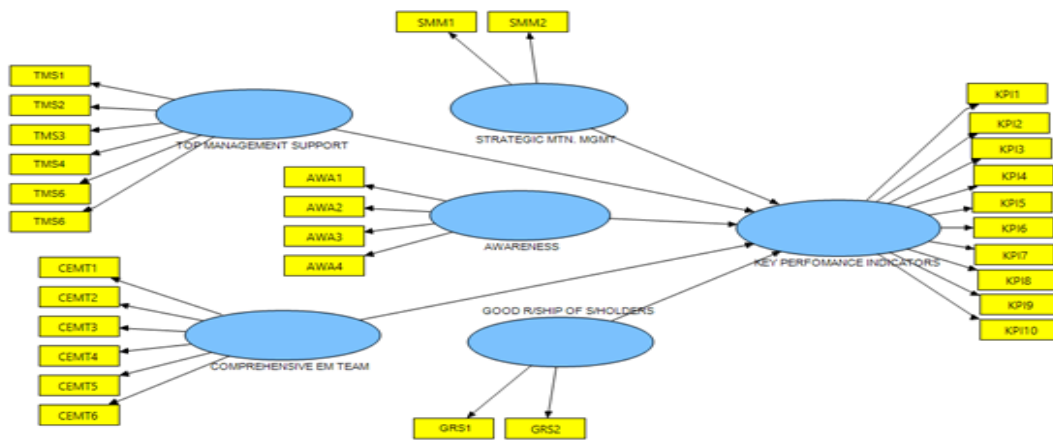 SMM1
SMM2
STRATEGIC MTN. MGMT
TMS1
TMS2
TMS3
TMS4
TMS6
TMS6
TOP MANAGEMENT SUPPORT
AWA1
AWA2
AWA3
AWA4
AWARENESS
KPI1
KPI2
KPI3
KPI4
KPI5
KPI6
KPI7
KPI8
KPI9
KPI10
KEY PERFOMANCE INDICATORS
CEMT1
CEMT2
CEMT3
CEMT4
CEMT5
CEMT6
COMPREHENSIVE EM TEAM
GOOD R/SHIP OF S/HOLDERS
GRS1
GRS2